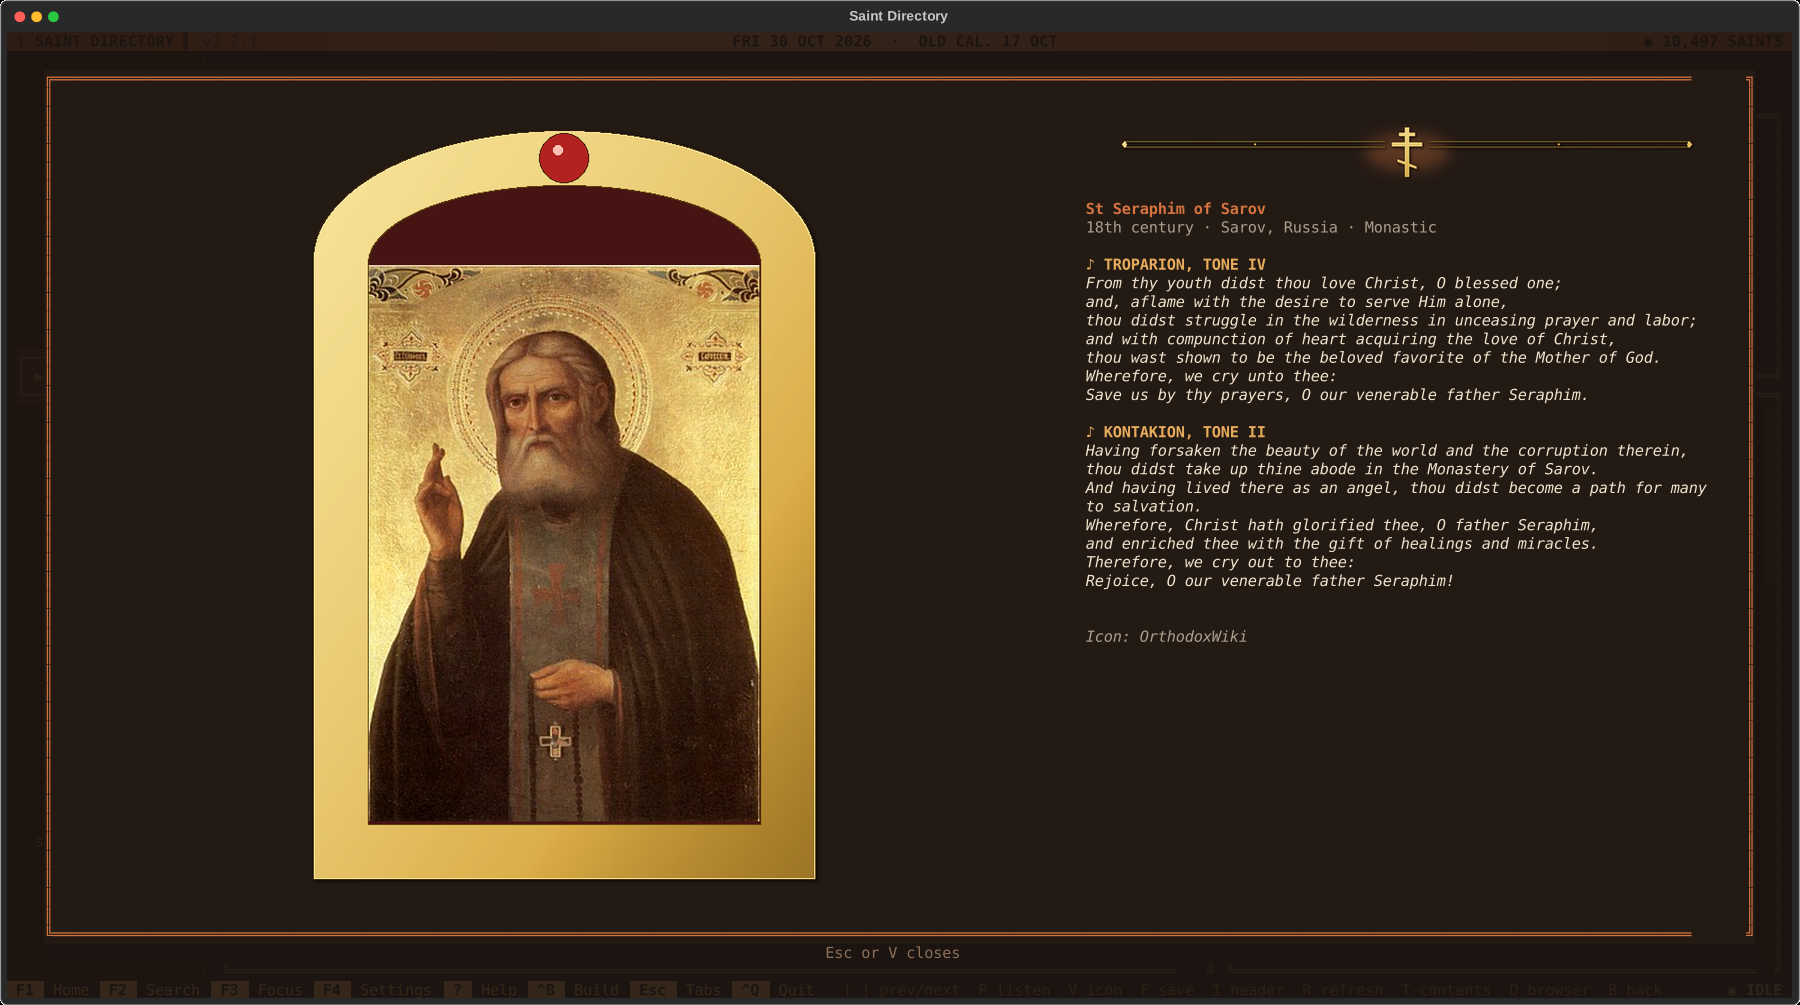 Saint Directory
SAINT DIRECTORY v2.2.1
FRI 30 OCT 2026 · OLD CAL. 17 OCT
◉ 10,497 SAINTS
St Seraphim of Sarov
18th century · Sarov, Russia · Monastic
♪ TROPARION, TONE IV
From thy youth didst thou love Christ, O blessed one;
and, aflame with the desire to serve Him alone,
thou didst struggle in the wilderness in unceasing prayer and labor;
and with compunction of heart acquiring the love of Christ,
thou wast shown to be the beloved favorite of the Mother of God.
Wherefore, we cry unto thee:
Save us by thy prayers, O our venerable father Seraphim.
♪ KONTAKION, TONE II
Having forsaken the beauty of the world and the corruption therein,
thou didst take up thine abode in the Monastery of Sarov.
And having lived there as an angel, thou didst become a path for many
to salvation.
Wherefore, Christ hath glorified thee, O father Seraphim,
and enriched thee with the gift of healings and miracles.
Therefore, we cry out to thee:
Rejoice, O our venerable father Seraphim!
Icon: OrthodoxWiki
Esc or V closes
F1 Home F2 Search F3 Focus F4 Settings ? Help ^B Build Esc Tabs ^Q Quit [ ] prev/next P listen V icon F save I header R refresh T contents O browser B back ◉ IDLE